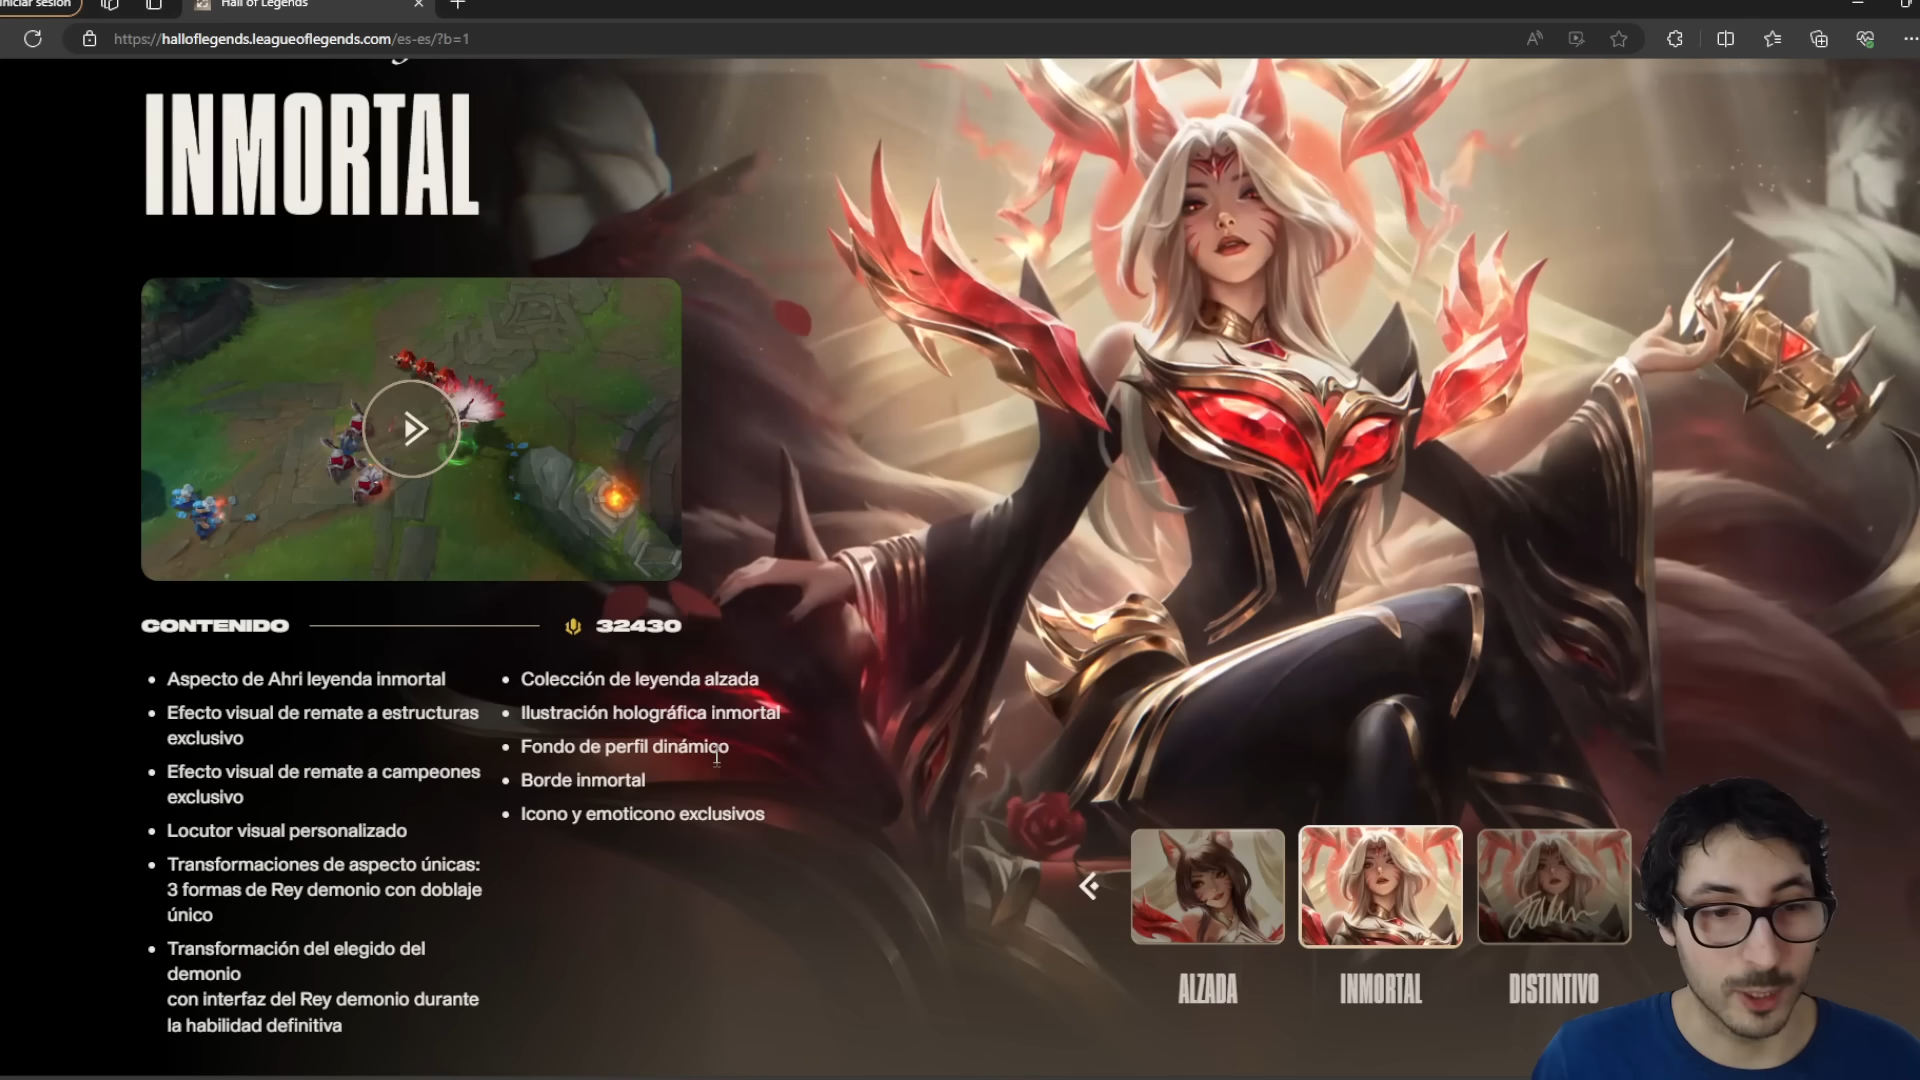 Iniciar sesión
Hall of Legends
https://halloflegends.leagueoflegends.com/es-es/?b=1
INMORTAL
CONTENIDO
32430
Aspecto de Ahri leyenda inmortal
Efecto visual de remate a estructuras
exclusivo
Efecto visual de remate a campeones
exclusivo
Locutor visual personalizado
Transformaciones de aspecto únicas:
3 formas de Rey demonio con doblaje
único
Transformación del elegido del
demonio
con interfaz del Rey demonio durante
la habilidad definitiva
Colección de leyenda alzada
Ilustración holográfica inmortal
Fondo de perfil dinámico
Borde inmortal
Icono y emoticono exclusivos
ALZADA
INMORTAL
DISTINTIVO